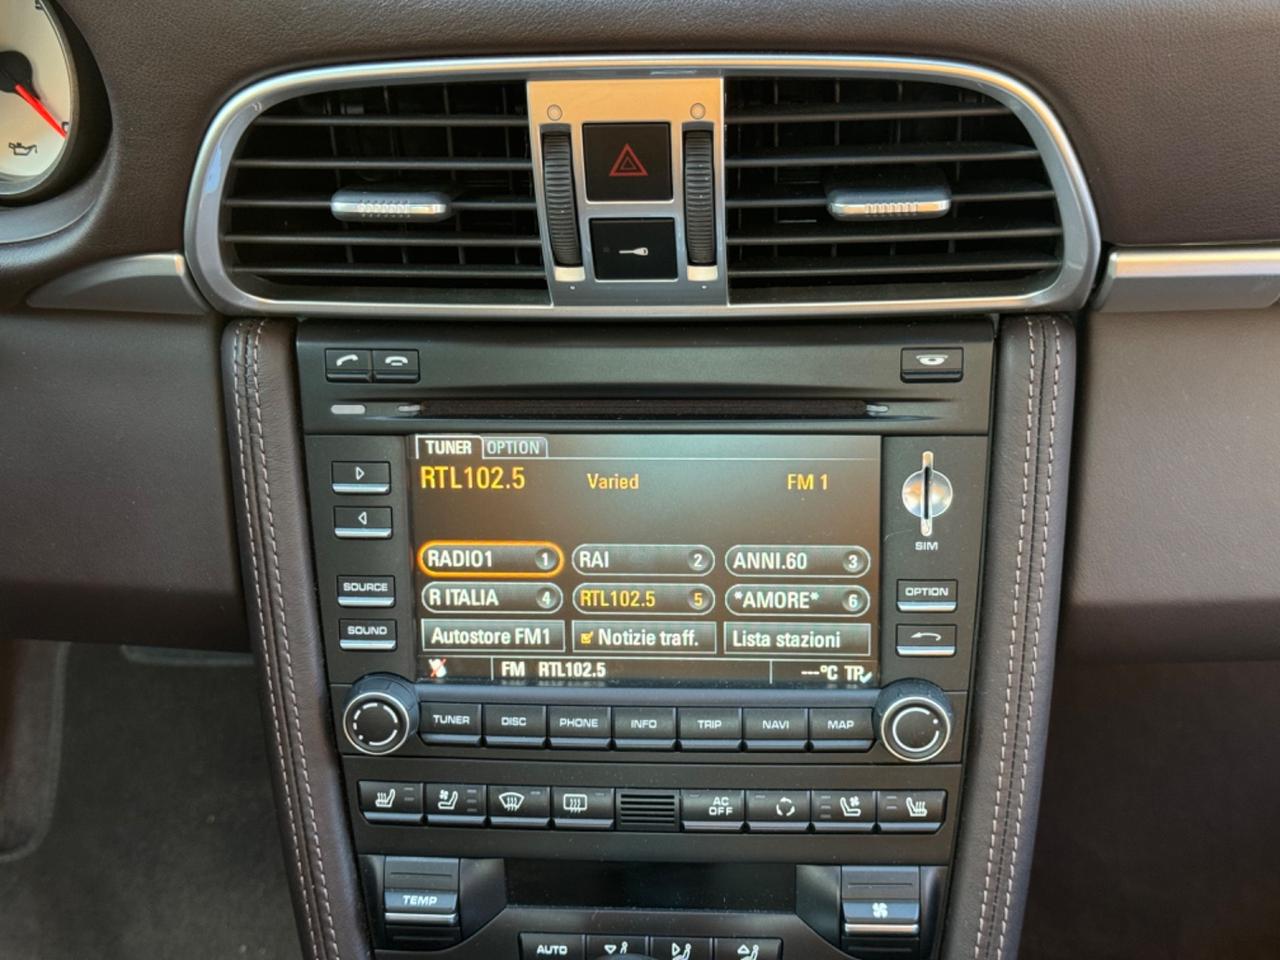 TUNER OPTION
RTL102.5 Varied FM 1
RADIO1 1 RAI 2 ANNI.60 3
R ITALIA 4 RTL102.5 5 *AMORE* 6
Autostore FM1 Notizie traff. Lista stazioni
FM RTL102.5 ---°C TP
SIM
SOURCE
OPTION
SOUND
TUNER DISC PHONE INFO TRIP NAVI MAP
AC OFF
TEMP
AUTO